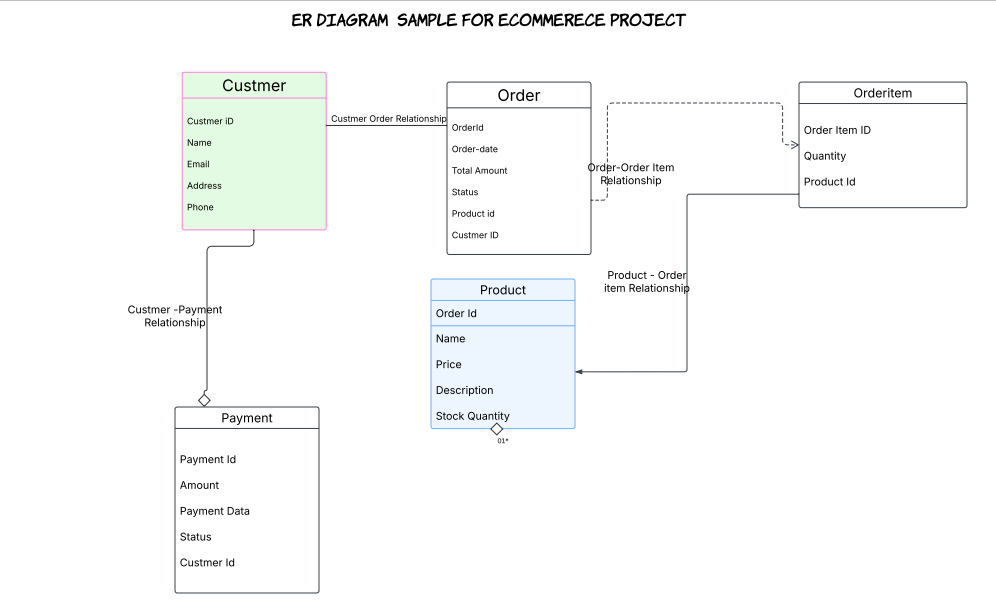 ER DIAGRAM SAMPLE FOR ECOMMERECE PROJECT
Custmer
Custmer iD
Name
Email
Address
Phone
Custmer Order Relationship
Order
OrderId
Order-date
Total Amount
Status
Product id
Custmer ID
Order-Order Item
Relationship
Orderitem
Order Item ID
Quantity
Product Id
Product - Order
item Relationship
Product
Order Id
Name
Price
Description
Stock Quantity
01*
Custmer -Payment
Relationship
Payment
Payment Id
Amount
Payment Data
Status
Custmer Id